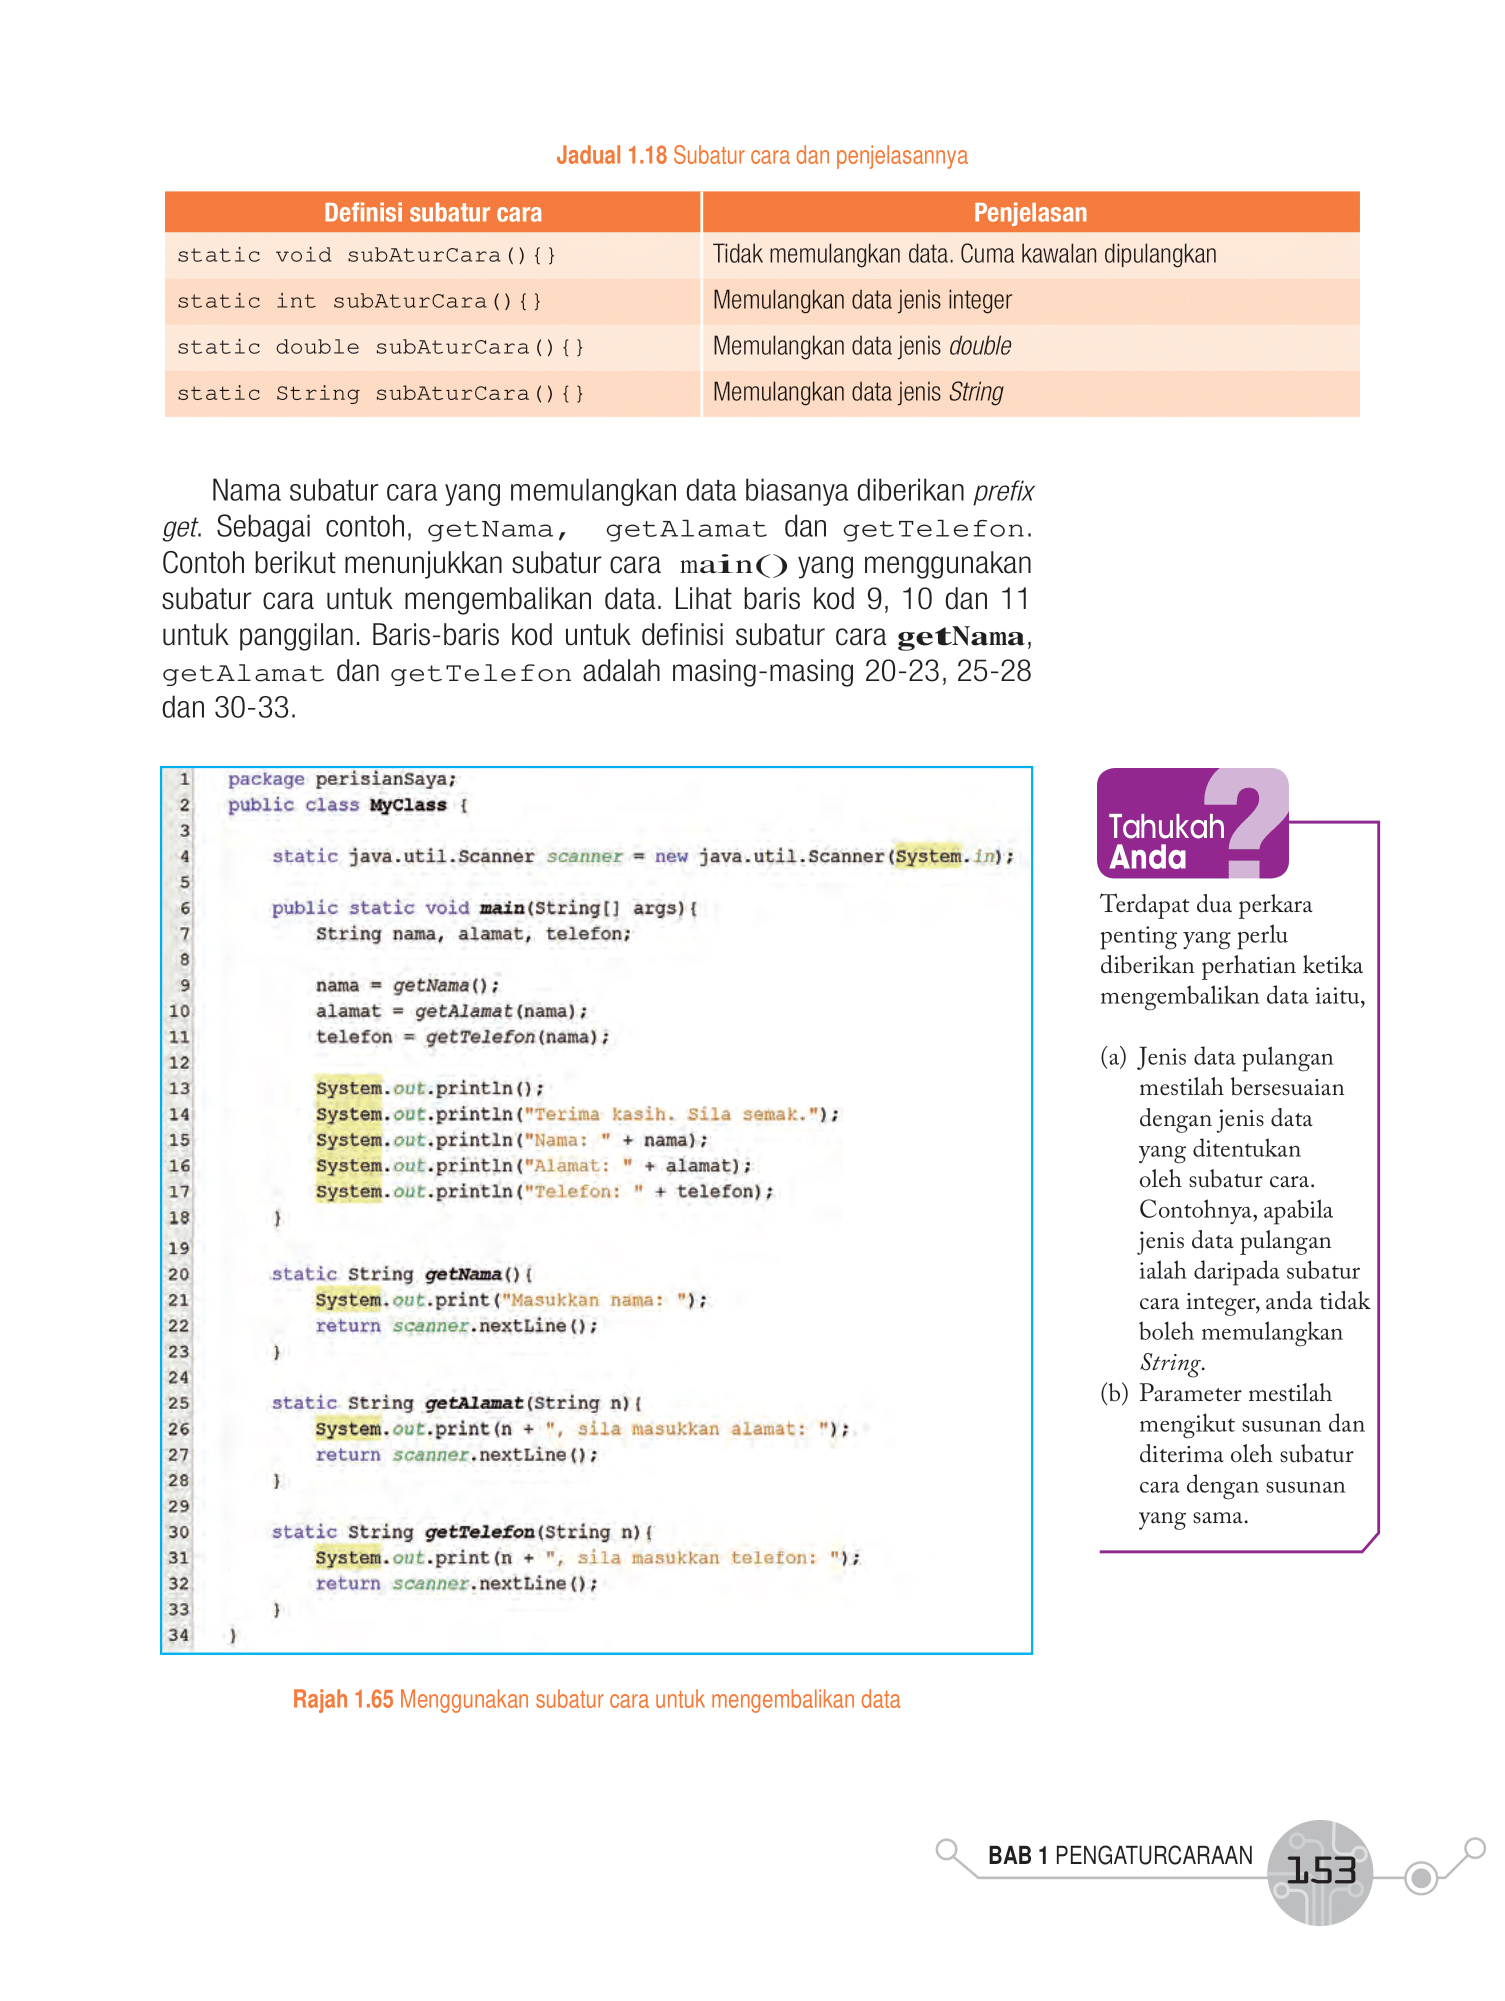 Jadual 1.18 Subatur cara dan penjelasannya
Definisi subatur cara Penjelasan
static void subAturCara(){} Tidak memulangkan data. Cuma kawalan dipulangkan
static int subAturCara(){} Memulangkan data jenis integer
static double subAturCara(){} Memulangkan data jenis double
static String subAturCara(){} Memulangkan data jenis String
Nama subatur cara yang memulangkan data biasanya diberikan prefix
get. Sebagai contoh, getNama, getAlamat dan getTelefon.
Contoh berikut menunjukkan subatur cara main() yang menggunakan
subatur cara untuk mengembalikan data. Lihat baris kod 9, 10 dan 11
untuk panggilan. Baris-baris kod untuk definisi subatur cara getNama,
getAlamat dan getTelefon adalah masing-masing 20-23, 25-28
dan 30-33.
1 package perisianSaya;
2 public class MyClass {
3
4 static java.util.Scanner scanner = new java.util.Scanner(System.in);
5
6 public static void main(String[] args){
7 String nama, alamat, telefon;
8
9 nama = getNama();
10 alamat = getAlamat(nama);
11 telefon = getTelefon(nama);
12
13 System.out.println();
14 System.out.println("Terima kasih. Sila semak.");
15 System.out.println("Nama: " + nama);
16 System.out.println("Alamat: " + alamat);
17 System.out.println("Telefon: " + telefon);
18 }
19
20 static String getNama(){
21 System.out.print("Masukkan nama: ");
22 return scanner.nextLine();
23 }
24
25 static String getAlamat(String n){
26 System.out.print(n + ", sila masukkan alamat: ");
27 return scanner.nextLine();
28 }
29
30 static String getTelefon(String n){
31 System.out.print(n + ", sila masukkan telefon: ");
32 return scanner.nextLine();
33 }
34 }
Rajah 1.65 Menggunakan subatur cara untuk mengembalikan data
Tahukah
Anda ?
Terdapat dua perkara
penting yang perlu
diberikan perhatian ketika
mengembalikan data iaitu,
(a) Jenis data pulangan
mestilah bersesuaian
dengan jenis data
yang ditentukan
oleh subatur cara.
Contohnya, apabila
jenis data pulangan
ialah daripada subatur
cara integer, anda tidak
boleh memulangkan
String.
(b) Parameter mestilah
mengikut susunan dan
diterima oleh subatur
cara dengan susunan
yang sama.
BAB 1 PENGATURCARAAN 153